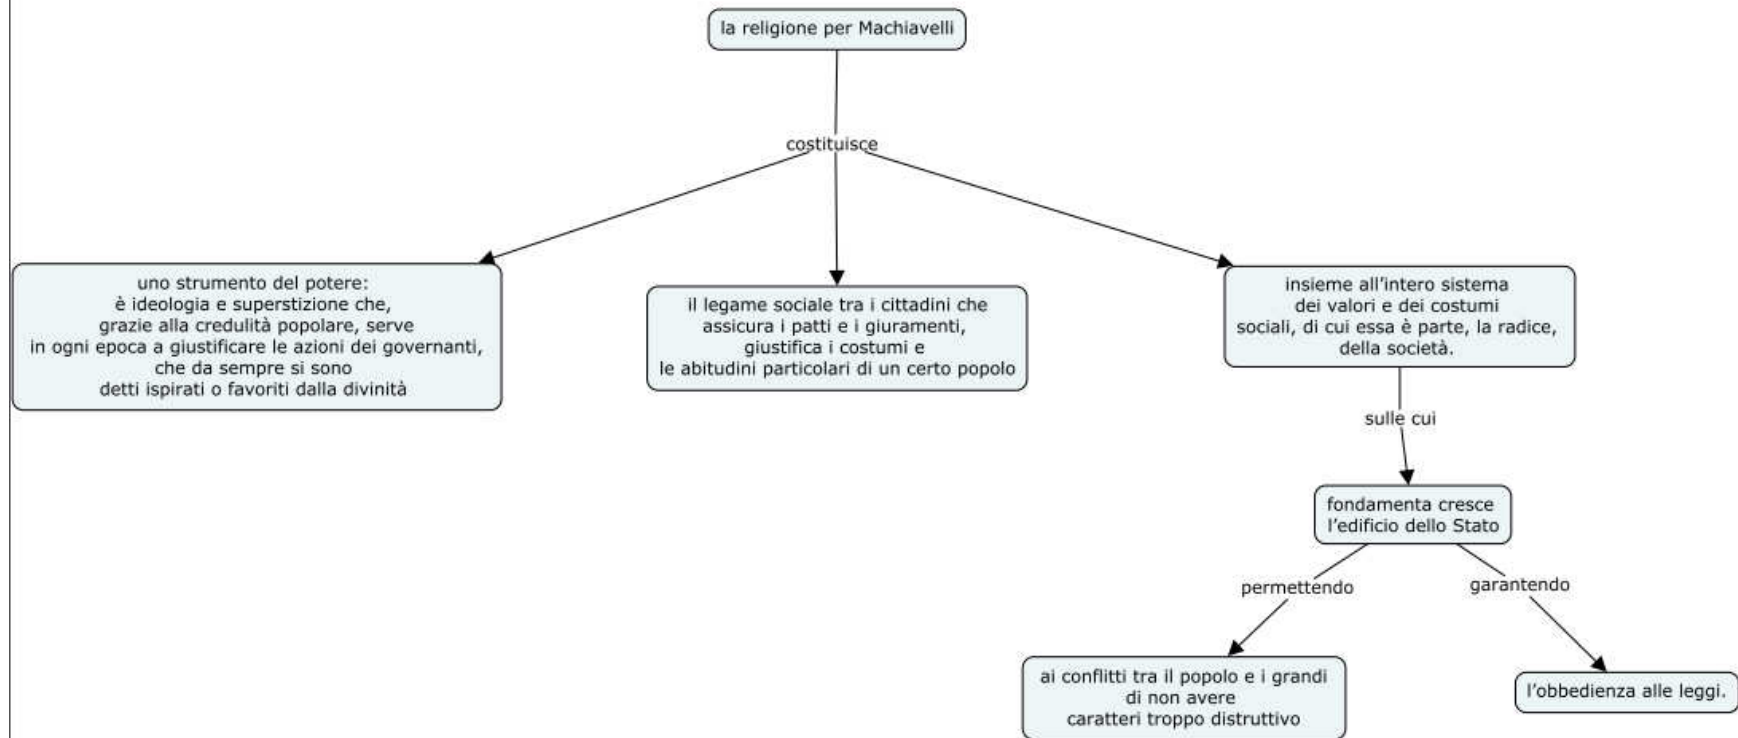 la religione per Machiavelli
costituisce
uno strumento del potere:
è ideologia e superstizione che,
grazie alla credulità popolare, serve
in ogni epoca a giustificare le azioni dei governanti,
che da sempre si sono
detti ispirati o favoriti dalla divinità
il legame sociale tra i cittadini che
assicura i patti e i giuramenti,
giustifica i costumi e
le abitudini particolari di un certo popolo
insieme all'intero sistema
dei valori e dei costumi
sociali, di cui essa è parte, la radice,
della società.
sulle cui
fondamenta cresce
l'edificio dello Stato
permettendo
garantendo
ai conflitti tra il popolo e i grandi
di non avere
caratteri troppo distruttivo
l'obbedienza alle leggi.